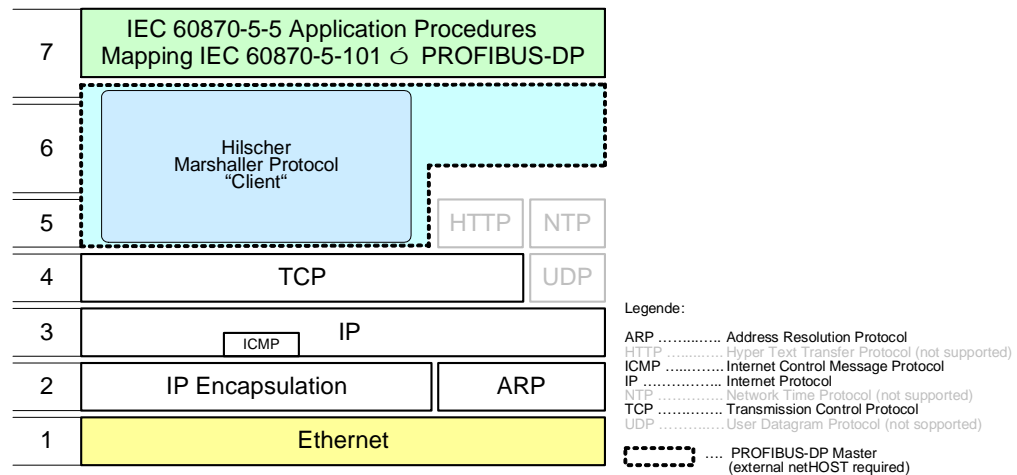 7
IEC 60870-5-5 Application Procedures
Mapping IEC 60870-5-101 Ó PROFIBUS-DP
6
Hilscher
Marshaller Protocol
"Client"
5
HTTP
NTP
4
TCP
UDP
3
IP
ICMP
2
IP Encapsulation
ARP
1
Ethernet
Legende:
ARP ............. Address Resolution Protocol
HTTP ............ Hyper Text Transfer Protocol (not supported)
ICMP ............ Internet Control Message Protocol
IP ................ Internet Protocol
NTP ............. Network Time Protocol (not supported)
TCP ............. Transmission Control Protocol
UDP ............. User Datagram Protocol (not sopported)
.... PROFIBUS-DP Master
(external netHOST required)